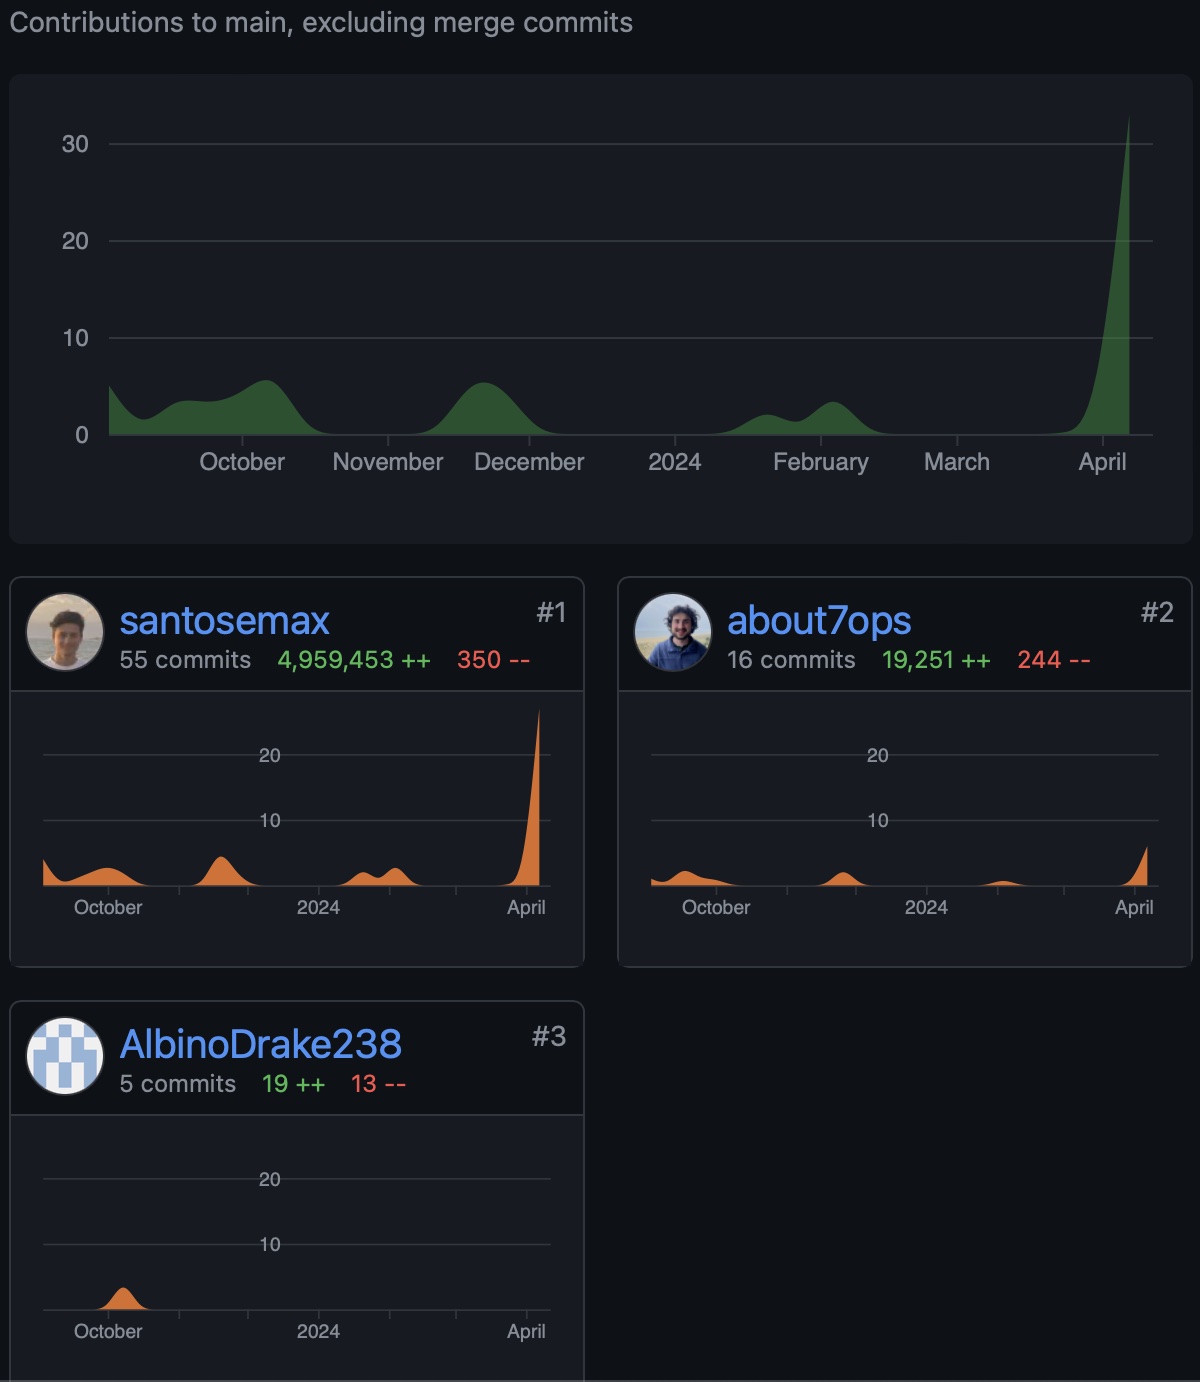 Contributions to main, excluding merge commits
30
20
10
0
October November December 2024 February March April
santosemax #1
55 commits 4,959,453 ++ 350 --
20
10
October 2024 April
about7ops #2
16 commits 19,251 ++ 244 --
20
10
October 2024 April
AlbinoDrake238 #3
5 commits 19 ++ 13 --
20
10
October 2024 April